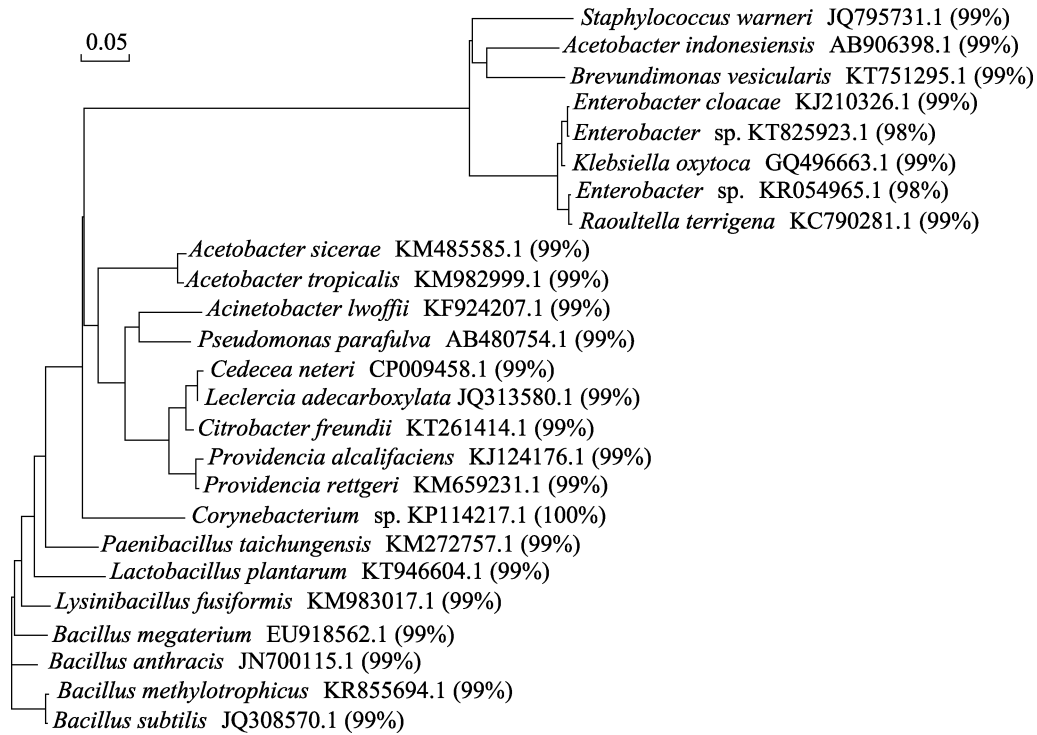 0.05
Staphylococcus warneri JQ795731.1 (99%)
Acetobacter indonesiensis AB906398.1 (99%)
Brevundimonas vesicularis KT751295.1 (99%)
Enterobacter cloacae KJ210326.1 (99%)
Enterobacter sp. KT825923.1 (98%)
Klebsiella oxytoca GQ496663.1 (99%)
Enterobacter sp. KR054965.1 (98%)
Raoultella terrigena KC790281.1 (99%)
Acetobacter sicerae KM485585.1 (99%)
Acetobacter tropicalis KM982999.1 (99%)
Acinetobacter lwoffii KF924207.1 (99%)
Pseudomonas parafulva AB480754.1 (99%)
Cedecea neteri CP009458.1 (99%)
Leclercia adecarboxylata JQ313580.1 (99%)
Citrobacter freundii KT261414.1 (99%)
Providencia alcalifaciens KJ124176.1 (99%)
Providencia rettgeri KM659231.1 (99%)
Corynebacterium sp. KP114217.1 (100%)
Paenibacillus taichungensis KM272757.1 (99%)
Lactobacillus plantarum KT946604.1 (99%)
Lysinibacillus fusiformis KM983017.1 (99%)
Bacillus megaterium EU918562.1 (99%)
Bacillus anthracis JN700115.1 (99%)
Bacillus methylotrophicus KR855694.1 (99%)
Bacillus subtilis JQ308570.1 (99%)